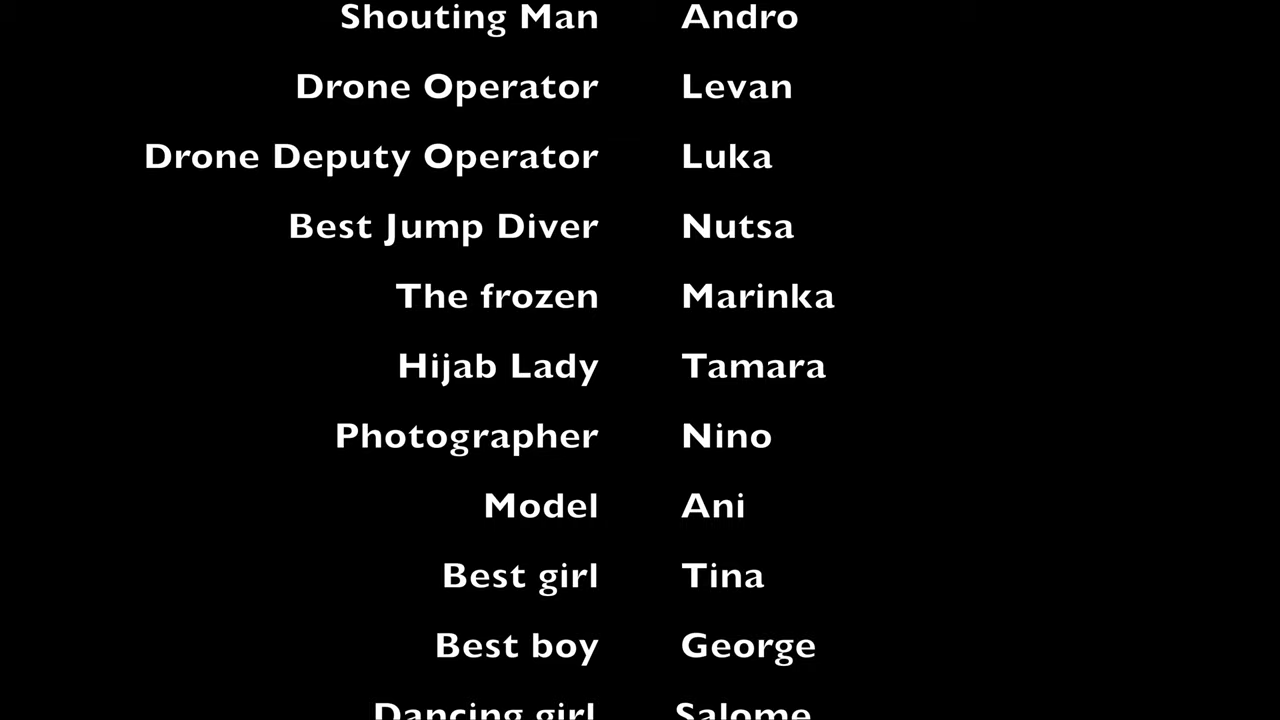 Shouting Man Andro
Drone Operator Levan
Drone Deputy Operator Luka
Best Jump Diver Nutsa
The frozen Marinka
Hijab Lady Tamara
Photographer Nino
Model Ani
Best girl Tina
Best boy George
Dancing girl Salome